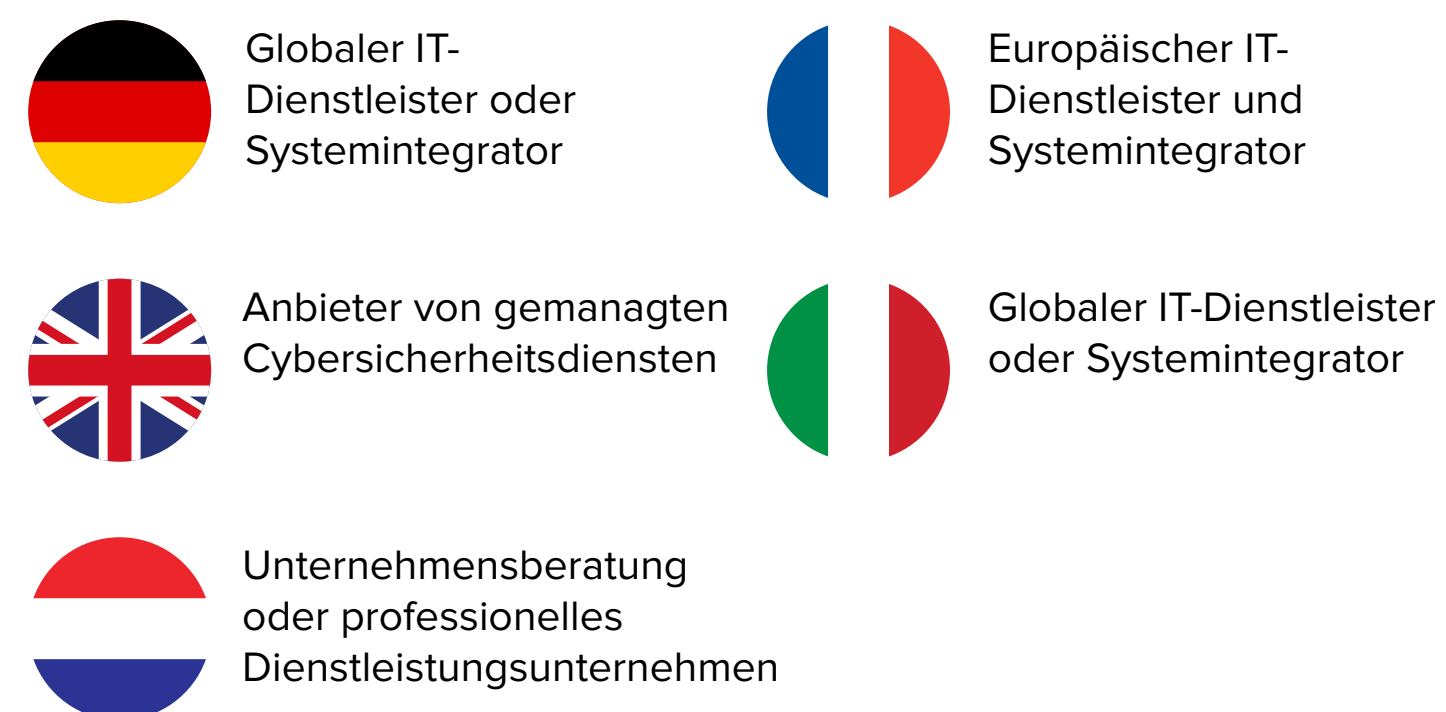 Globaler IT-
Dienstleister oder
Systemintegrator
Europäischer IT-
Dienstleister und
Systemintegrator
Anbieter von gemanagten
Cybersicherheitsdiensten
Globaler IT-Dienstleister
oder Systemintegrator
Unternehmensberatung
oder professionelles
Dienstleistungsunternehmen